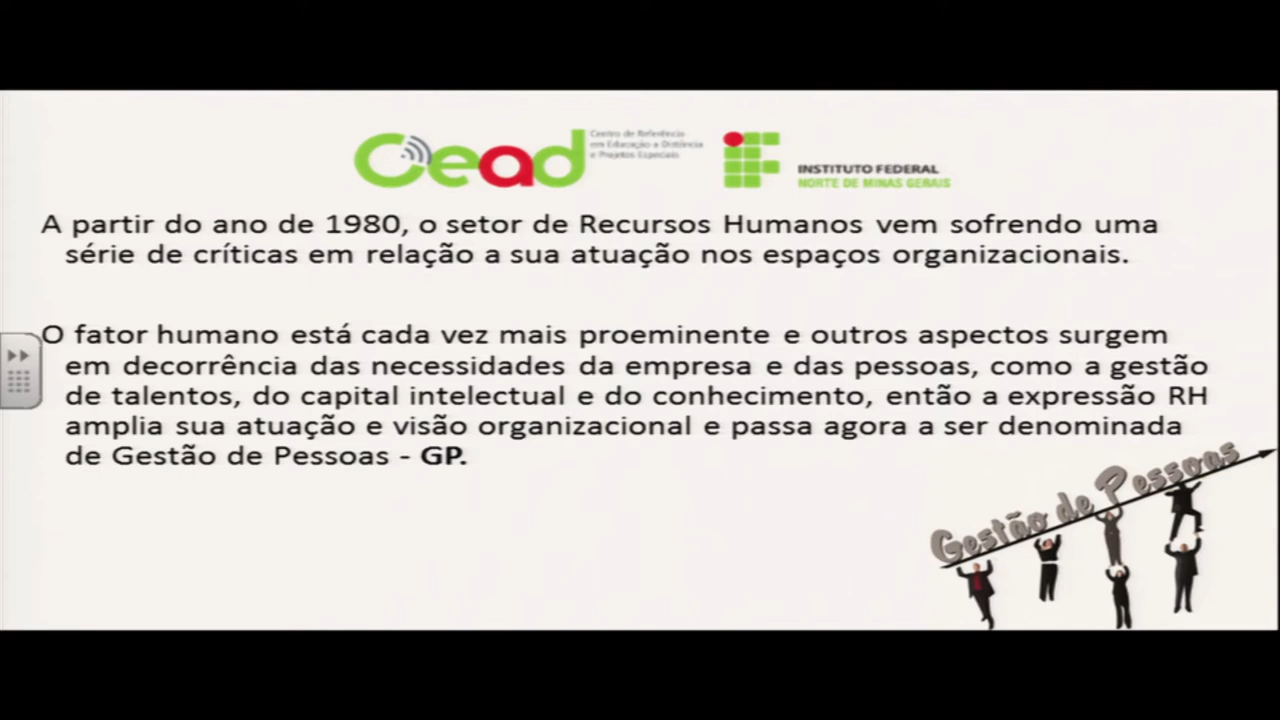 Cead
Centro de Referência
em Educação a Distância
e Projetos Especiais
INSTITUTO FEDERAL
NORTE DE MINAS GERAIS
A partir do ano de 1980, o setor de Recursos Humanos vem sofrendo uma
série de críticas em relação a sua atuação nos espaços organizacionais.
O fator humano está cada vez mais proeminente e outros aspectos surgem
em decorrência das necessidades da empresa e das pessoas, como a gestão
de talentos, do capital intelectual e do conhecimento, então a expressão RH
amplia sua atuação e visão organizacional e passa agora a ser denominada
de Gestão de Pessoas - GP.
Gestão de Pessoas